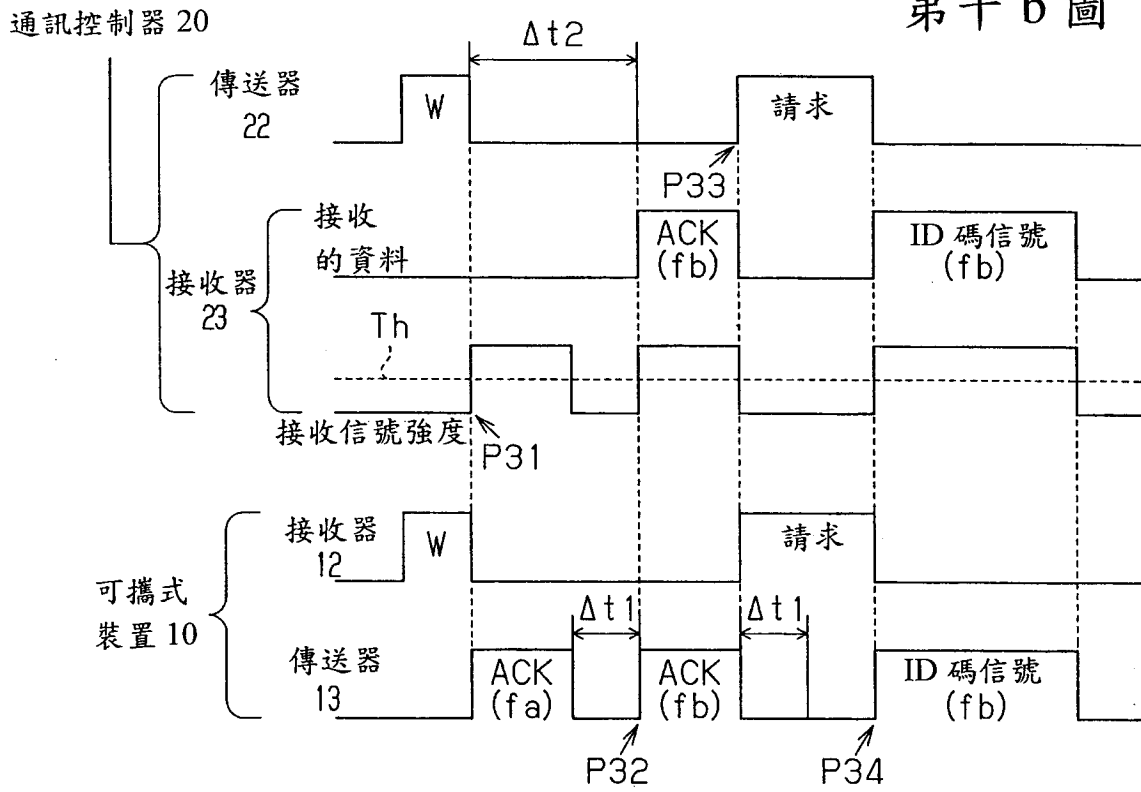 第十 b 圖
通訊控制器 20
Δt2
傳送器
22
W
請求
P33
接收
的資料
ACK
(fb)
ID 碼信號
(fb)
接收器
23
Th
接收信號強度
P31
接收器
12
W
請求
可攜式
裝置 10
Δt1
Δt1
傳送器
13
ACK
(fa)
ACK
(fb)
ID 碼信號
(fb)
P32
P34